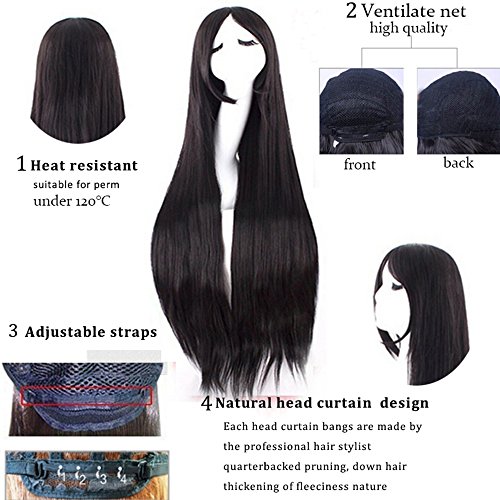 2 Ventilate net
high quality
front
back
1 Heat resistant
suitable for perm
under 120℃
3 Adjustable straps
1 2 3 4
4 Natural head curtain design
Each head curtain bangs are made by
the professional hair stylist
quarterbacked pruning, down hair
thickening of fleeciness nature